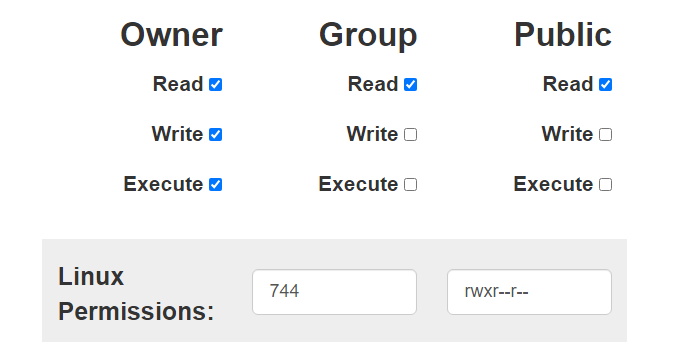 Owner Group Public
Read Read Read
Write Write Write
Execute Execute Execute
Linux
Permissions:
744
rwxr--r--